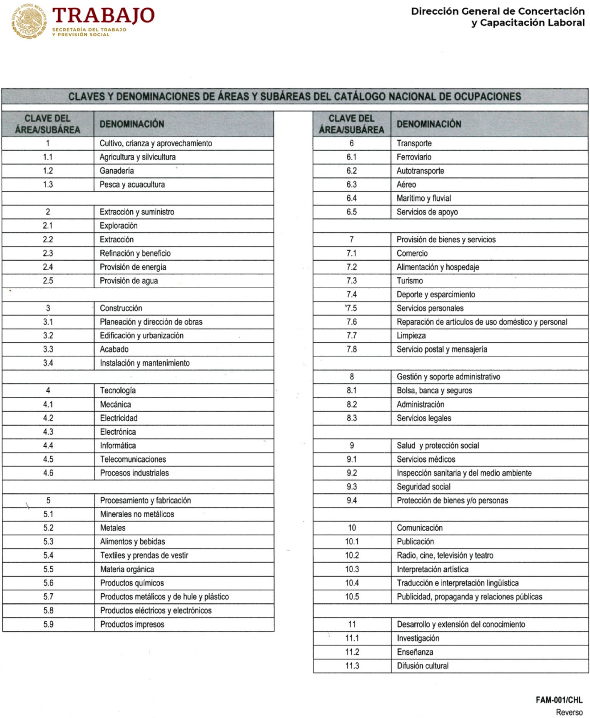 TRABAJO
SECRETARÍA DEL TRABAJO
Y PREVISIÓN SOCIAL
Dirección General de Concertación
y Capacitación Laboral
CLAVES Y DENOMINACIONES DE ÁREAS Y SUBÁREAS DEL CATÁLOGO NACIONAL DE OCUPACIONES
CLAVE DEL
ÁREA/SUBÁREA DENOMINACIÓN
1 Cultivo, crianza y aprovechamiento
1.1 Agricultura y silvicultura
1.2 Ganadería
1.3 Pesca y acuacultura
2 Extracción y suministro
2.1 Exploración
2.2 Extracción
2.3 Refinación y beneficio
2.4 Provisión de energía
2.5 Provisión de agua
3 Construcción
3.1 Planeación y dirección de obras
3.2 Edificación y urbanización
3.3 Acabado
3.4 Instalación y mantenimiento
4 Tecnología
4.1 Mecánica
4.2 Electricidad
4.3 Electrónica
4.4 Informática
4.5 Telecomunicaciones
4.6 Procesos industriales
5 Procesamiento y fabricación
5.1 Minerales no metálicos
5.2 Metales
5.3 Alimentos y bebidas
5.4 Textiles y prendas de vestir
5.5 Materia orgánica
5.6 Productos químicos
5.7 Productos metálicos y de hule y plástico
5.8 Productos eléctricos y electrónicos
5.9 Productos impresos
CLAVE DEL
ÁREA/SUBÁREA DENOMINACIÓN
6 Transporte
6.1 Ferroviario
6.2 Autotransporte
6.3 Aéreo
6.4 Marítimo y fluvial
6.5 Servicios de apoyo
7 Provisión de bienes y servicios
7.1 Comercio
7.2 Alimentación y hospedaje
7.3 Turismo
7.4 Deporte y esparcimiento
7.5 Servicios personales
7.6 Reparación de artículos de uso doméstico y personal
7.7 Limpieza
7.8 Servicio postal y mensajería
8 Gestión y soporte administrativo
8.1 Bolsa, banca y seguros
8.2 Administración
8.3 Servicios legales
9 Salud y protección social
9.1 Servicios médicos
9.2 Inspección sanitaria y del medio ambiente
9.3 Seguridad social
9.4 Protección de bienes y/o personas
10 Comunicación
10.1 Publicación
10.2 Radio, cine, televisión y teatro
10.3 Interpretación artística
10.4 Traducción e interpretación lingüística
10.5 Publicidad, propaganda y relaciones públicas
11 Desarrollo y extensión del conocimiento
11.1 Investigación
11.2 Enseñanza
11.3 Difusión cultural
FAM-001/CHL
Reverso